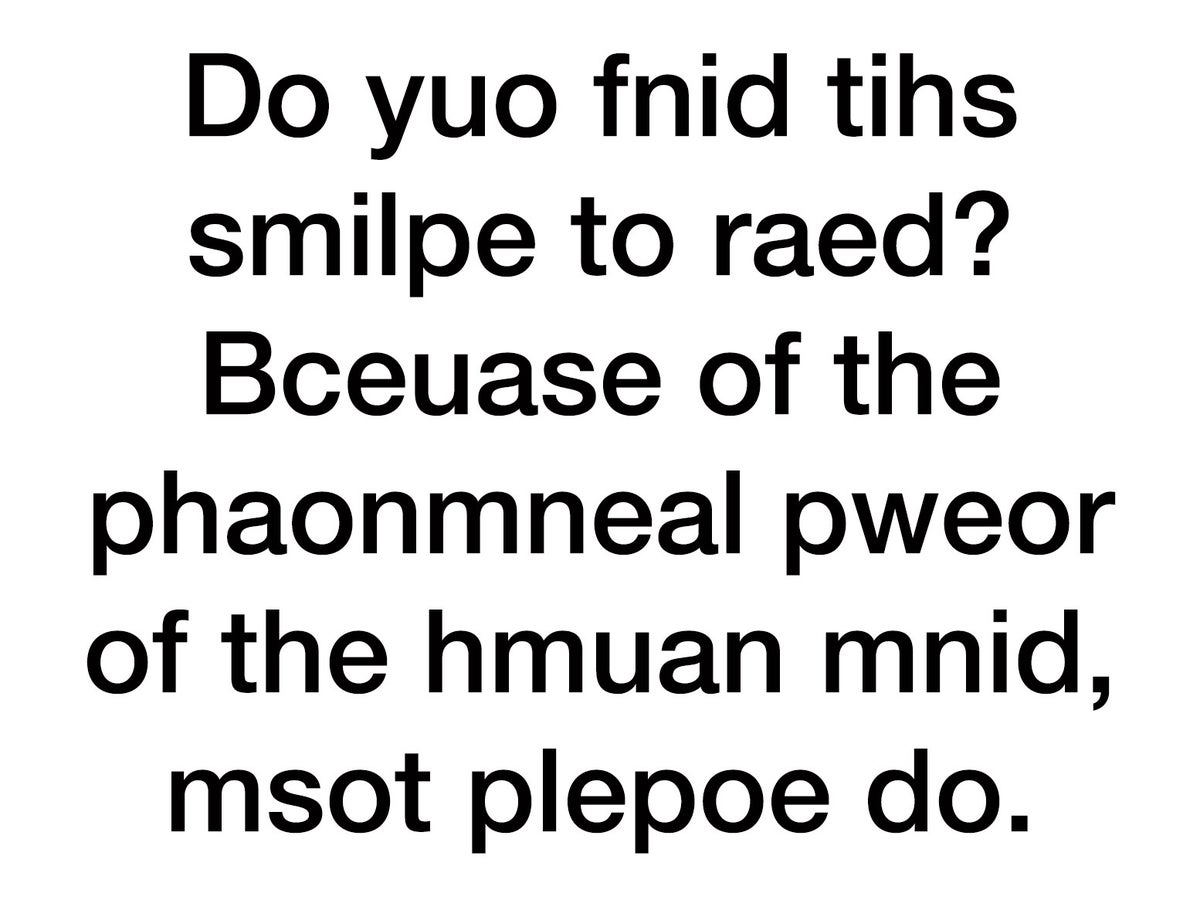 Do yuo fnid tihs
smilpe to raed?
Bceuase of the
phaonmneal pweor
of the hmuan mnid,
msot plepoe do.